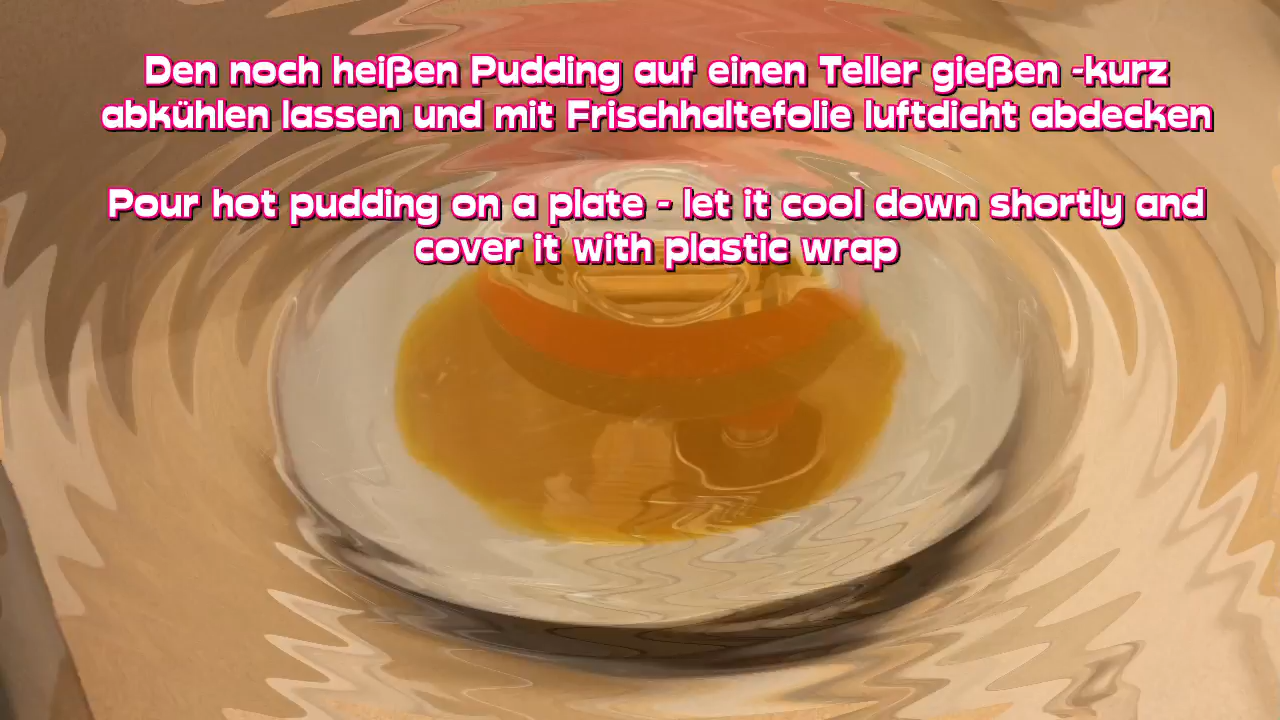 Den noch heißen Pudding auf einen Teller gießen -kurz
abkühlen lassen und mit Frischhaltefolie luftdicht abdecken
Pour hot pudding on a plate - let it cool down shortly and
cover it with plastic wrap